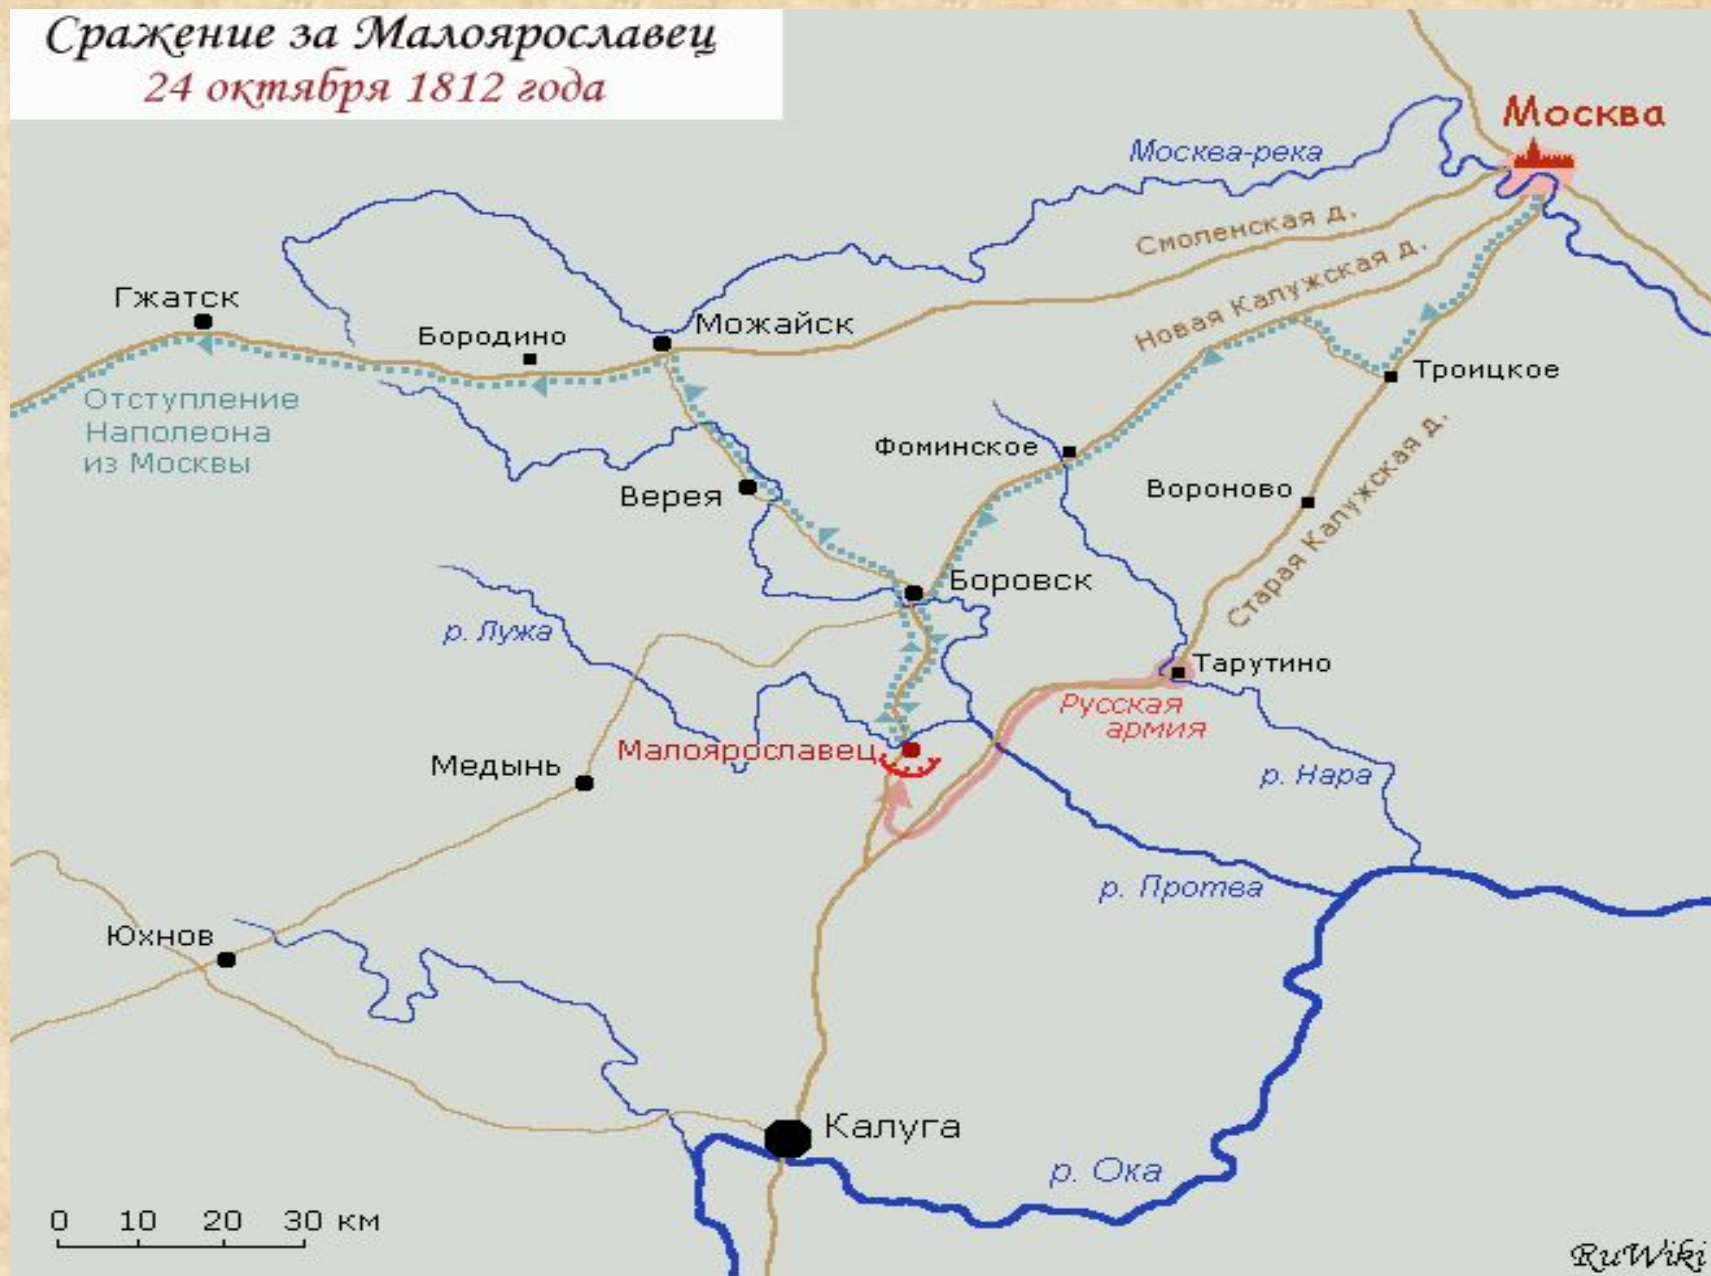 Сражение за Малоярославец
24 октября 1812 года
Москва
Москва-река
Смоленская д.
Новая Калужская д.
Гжатск
Бородино
Можайск
Троицкое
Отступление
Наполеона
из Москвы
Фоминское
Верея
Вороново
Старая Калужская д.
Боровск
р. Лужа
Тарутино
Русская
армия
Малоярославец
Медынь
р. Нара
р. Протва
Юхнов
Калуга
р. Ока
0 10 20 30 км
RuWiki